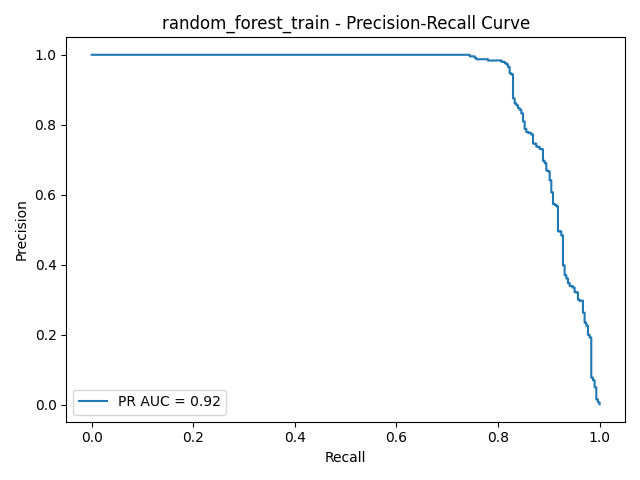 random_forest_train - Precision-Recall Curve
1.0
0.8
0.6
0.4
0.2
0.0
Precision
PR AUC = 0.92
0.0 0.2 0.4 0.6 0.8 1.0
Recall